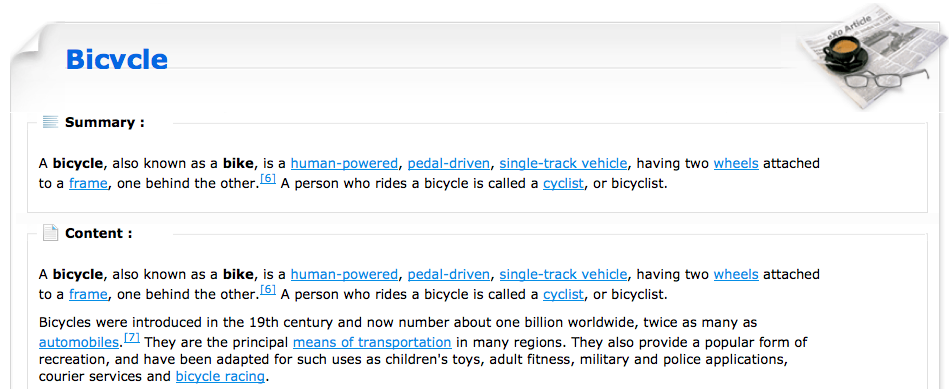 eXo Article
Bicycle
Summary :
A bicycle, also known as a bike, is a human-powered, pedal-driven, single-track vehicle, having two wheels attached
to a frame, one behind the other.[6] A person who rides a bicycle is called a cyclist, or bicyclist.
Content :
A bicycle, also known as a bike, is a human-powered, pedal-driven, single-track vehicle, having two wheels attached
to a frame, one behind the other.[6] A person who rides a bicycle is called a cyclist, or bicyclist.
Bicycles were introduced in the 19th century and now number about one billion worldwide, twice as many as
automobiles.[7] They are the principal means of transportation in many regions. They also provide a popular form of
recreation, and have been adapted for such uses as children's toys, adult fitness, military and police applications,
courier services and bicycle racing.